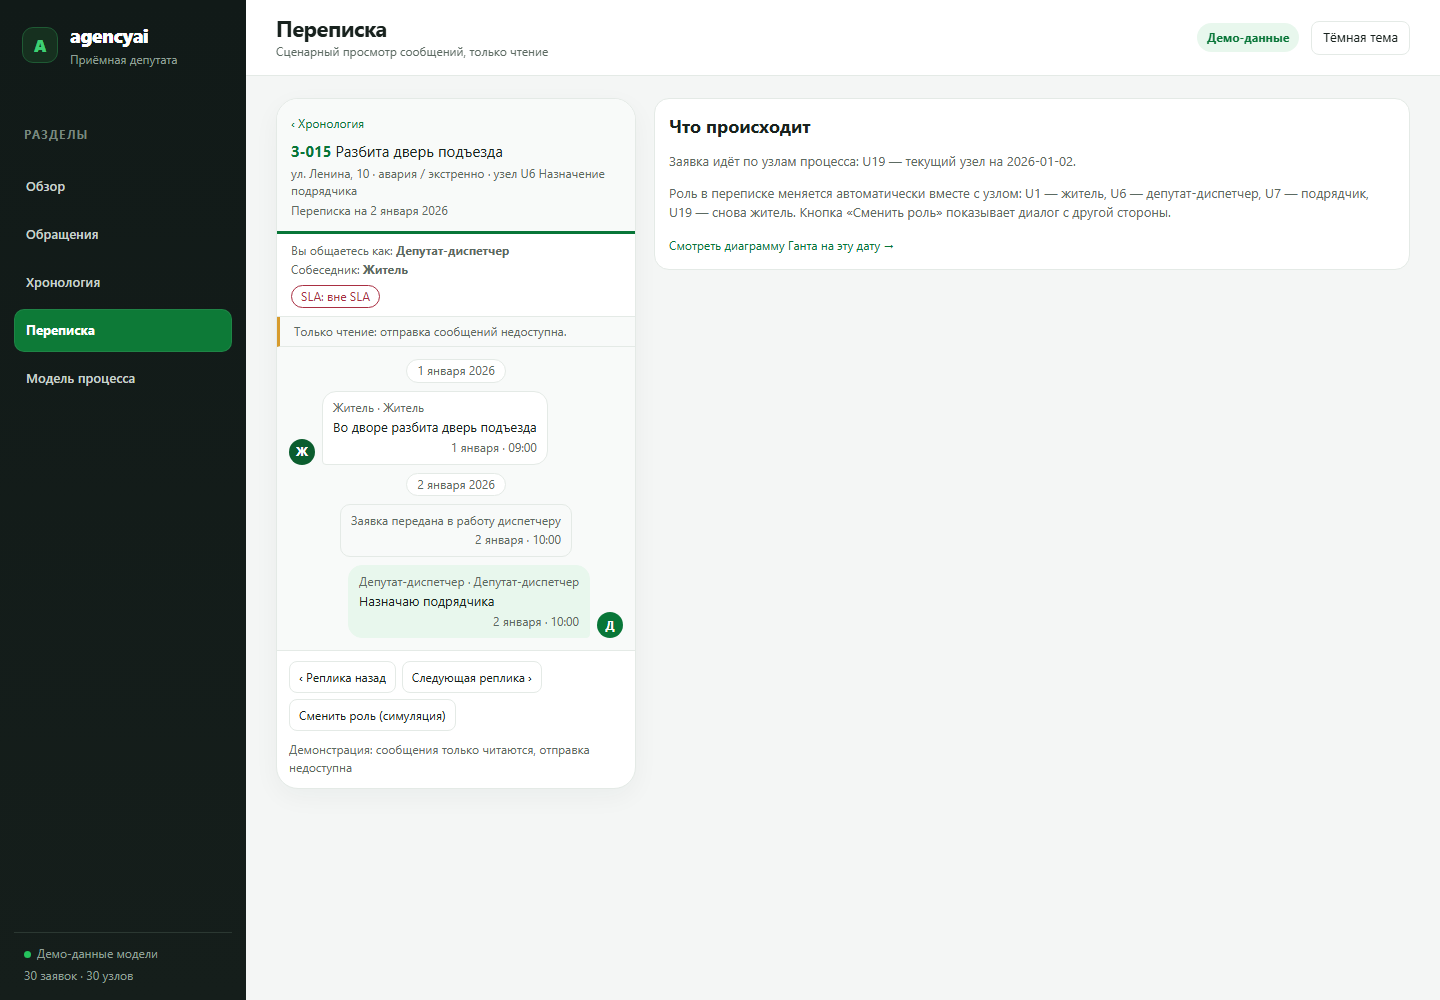 A
agencyai
Приёмная депутата
РАЗДЕЛЫ
Обзор
Обращения
Хронология
Переписка
Модель процесса
Демо-данные модели
30 заявок · 30 узлов
Переписка
Сценарный просмотр сообщений, только чтение
Демо-данные
Тёмная тема
‹ Хронология
З-015 Разбита дверь подъезда
ул. Ленина, 10 · авария / экстренно · узел U6 Назначение
подрядчика
Переписка на 2 января 2026
Вы общаетесь как: Депутат-диспетчер
Собеседник: Житель
SLA: вне SLA
Только чтение: отправка сообщений недоступна.
1 января 2026
Житель · Житель
Во дворе разбита дверь подъезда
1 января · 09:00
Ж
2 января 2026
Заявка передана в работу диспетчеру
2 января · 10:00
Депутат-диспетчер · Депутат-диспетчер
Назначаю подрядчика
2 января · 10:00
Д
‹ Реплика назад
Следующая реплика ›
Сменить роль (симуляция)
Демонстрация: сообщения только читаются, отправка
недоступна
Что происходит
Заявка идёт по узлам процесса: U19 — текущий узел на 2026-01-02.
Роль в переписке меняется автоматически вместе с узлом: U1 — житель, U6 — депутат-диспетчер, U7 — подрядчик,
U19 — снова житель. Кнопка «Сменить роль» показывает диалог с другой стороны.
Смотреть диаграмму Ганта на эту дату →